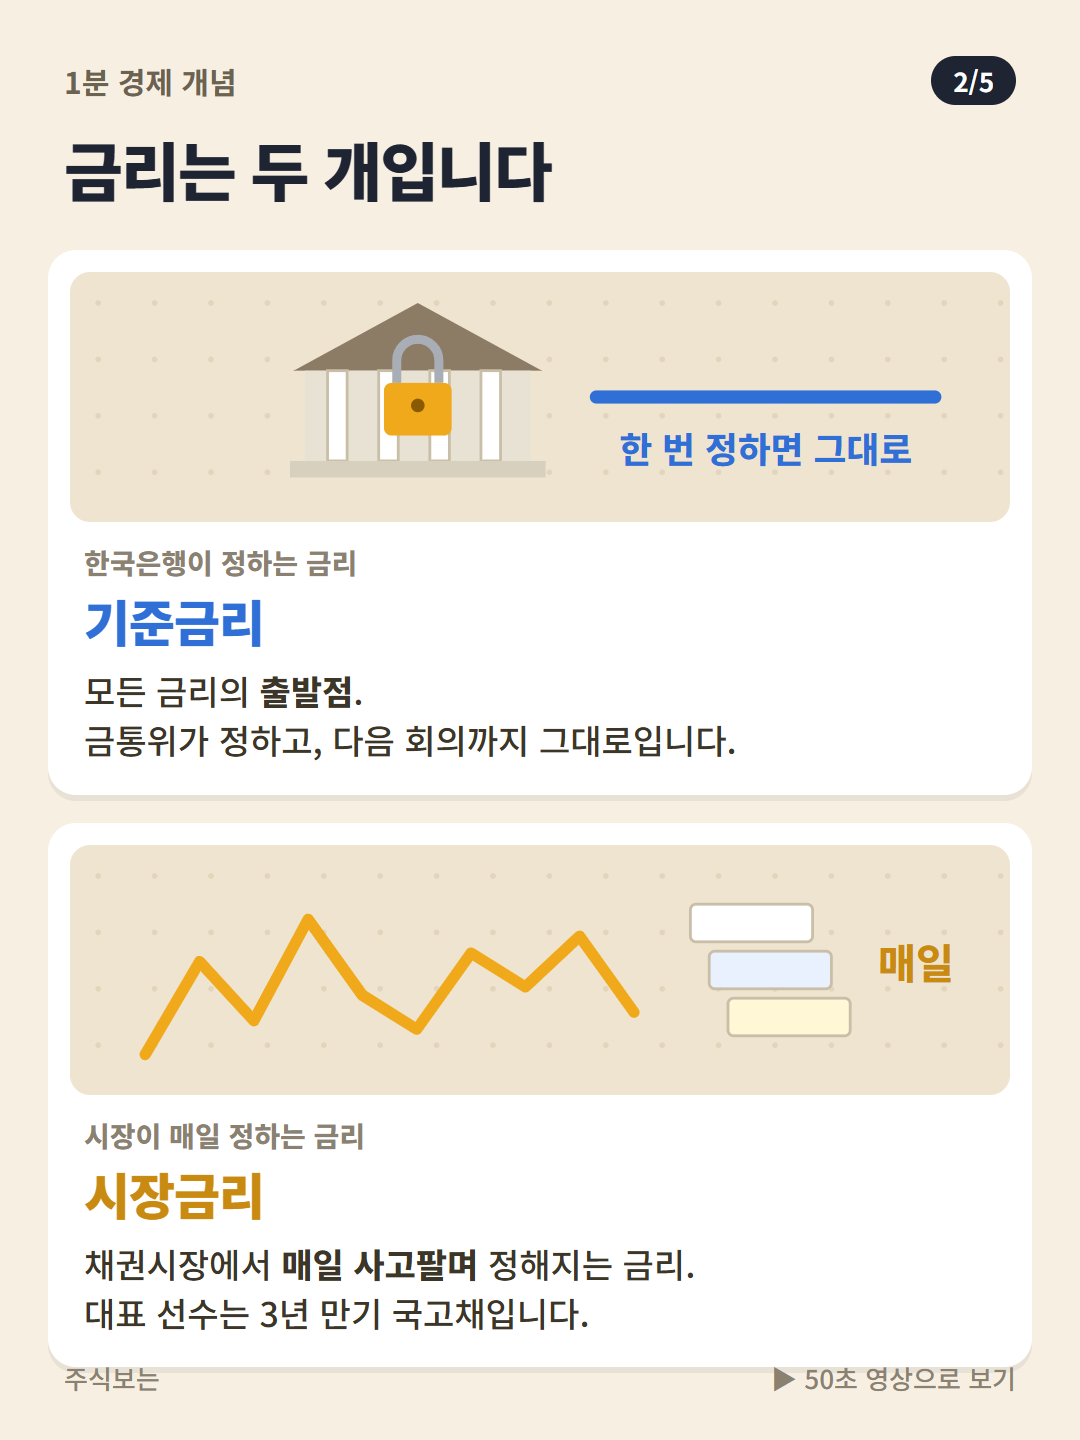 1분 경제 개념
2/5
금리는 두 개입니다
한 번 정하면 그대로
한국은행이 정하는 금리
기준금리
모든 금리의 출발점.
금통위가 정하고, 다음 회의까지 그대로입니다.
매일
시장이 매일 정하는 금리
시장금리
채권시장에서 매일 사고팔며 정해지는 금리.
대표 선수는 3년 만기 국고채입니다.
주식보는
▶ 50초 영상으로 보기